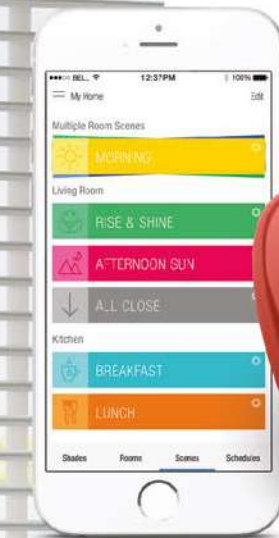 BEL... 12:37PM 100%
My Home Edit
Multiple Room Scenes
MORNING
Living Room
RISE & SHINE
AFTERNOON SUN
ALL CLOSE
Kitchen
BREAKFAST
LUNCH
Shades Rooms Scenes Schedules